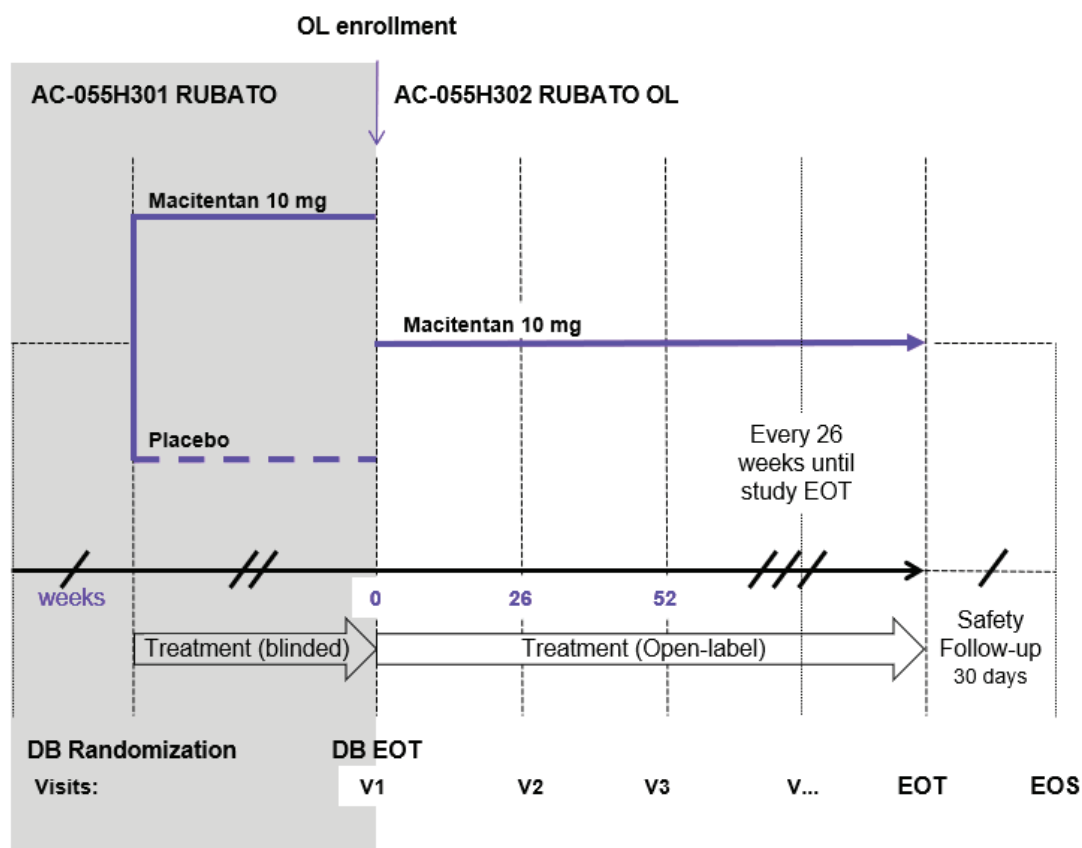 OL enrollment
AC-055H301 RUBATO
AC-055H302 RUBATO OL
Macitentan 10 mg
Macitentan 10 mg
Placebo
Every 26
weeks until
study EOT
weeks
0
26
52
Treatment (blinded)
Treatment (Open-label)
Safety
Follow-up
30 days
DB Randomization
DB EOT
Visits:
V1
V2
V3
V...
EOT
EOS